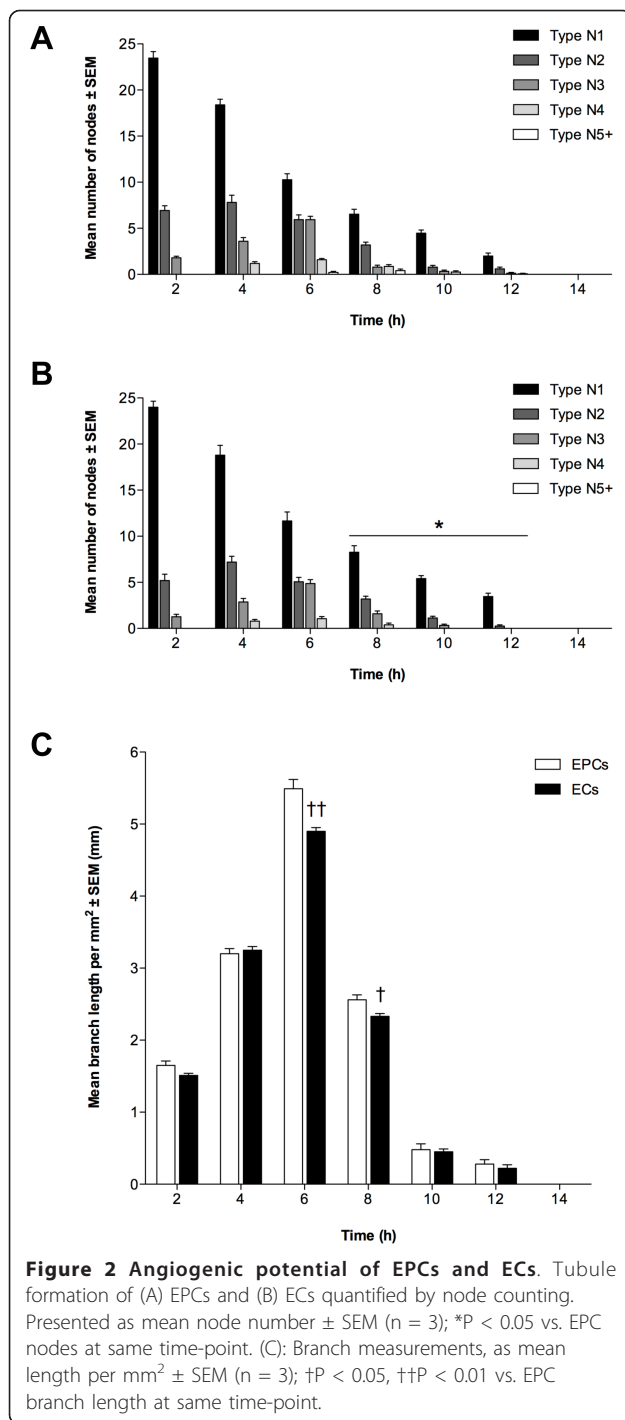 A
Mean number of nodes ± SEM
25
20
15
10
5
0
2 4 6 8 10 12 14
Time (h)
Type N1
Type N2
Type N3
Type N4
Type N5+
B
Mean number of nodes ± SEM
25
20
15
10
5
0
*
2 4 6 8 10 12 14
Time (h)
Type N1
Type N2
Type N3
Type N4
Type N5+
C
Mean branch length per mm² ± SEM (mm)
6
5
4
3
2
1
0
††
†
2 4 6 8 10 12 14
Time (h)
EPCs
ECs
Figure 2 Angiogenic potential of EPCs and ECs. Tubule
formation of (A) EPCs and (B) ECs quantified by node counting.
Presented as mean node number ± SEM (n = 3); *P < 0.05 vs. EPC
nodes at same time-point. (C): Branch measurements, as mean
length per mm² ± SEM (n = 3); †P < 0.05, ††P < 0.01 vs. EPC
branch length at same time-point.